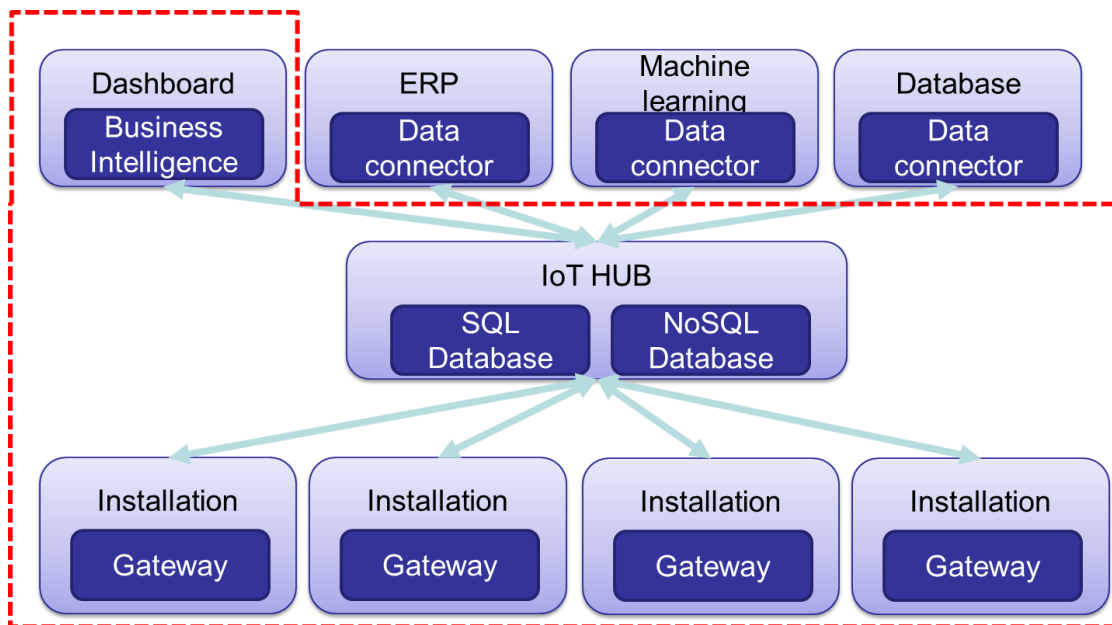 Dashboard
Business
Intelligence
ERP
Data
connector
Machine
learning
Data
connector
Database
Data
connector
IoT HUB
SQL
Database
NoSQL
Database
Installation
Gateway
Installation
Gateway
Installation
Gateway
Installation
Gateway